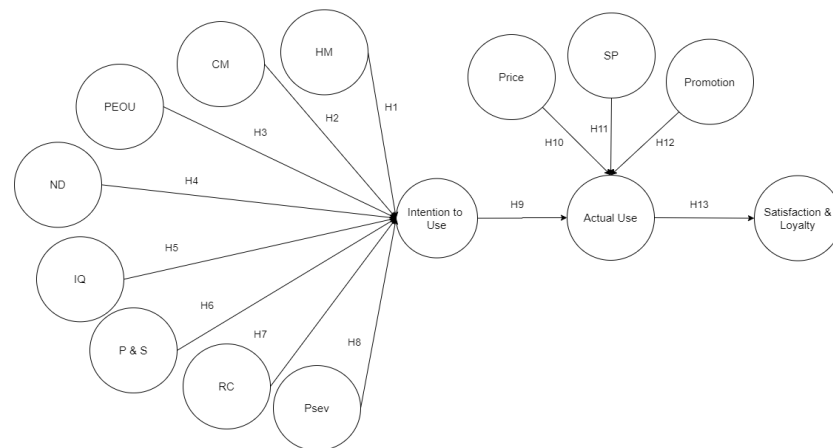 HM
CM
SP
Price
Promotion
PEOU
H1
H2
H3
H10
H11
H12
ND
H4
Intention to
Use
H9
Actual Use
H13
Satisfaction &
Loyalty
H5
IQ
H6
P & S
H7
H8
RC
Psev